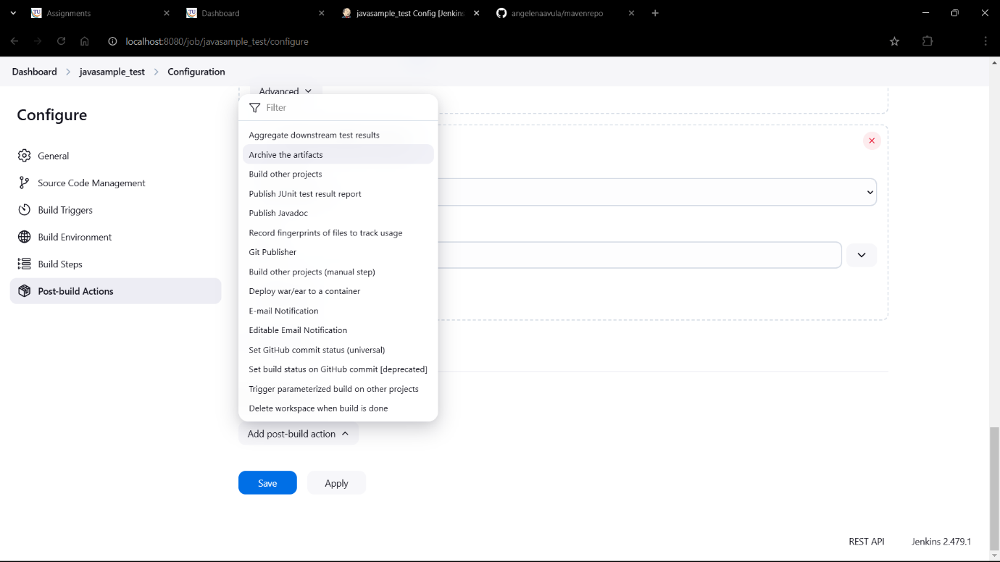 Assignments
Dashboard
javasample_test Config [Jenkins
angelenaavula/mavenrepo
localhost:8080/job/javasample_test/configure
Dashboard > javasample_test > Configuration
Configure
General
Source Code Management
Build Triggers
Build Environment
Build Steps
Post-build Actions
Advanced
Filter
Aggregate downstream test results
Archive the artifacts
Build other projects
Publish JUnit test result report
Publish Javadoc
Record fingerprints of files to track usage
Git Publisher
Build other projects (manual step)
Deploy war/ear to a container
E-mail Notification
Editable Email Notification
Set GitHub commit status (universal)
Set build status on GitHub commit [deprecated]
Trigger parameterized build on other projects
Delete workspace when build is done
Add post-build action
Save
Apply
REST API
Jenkins 2.479.1